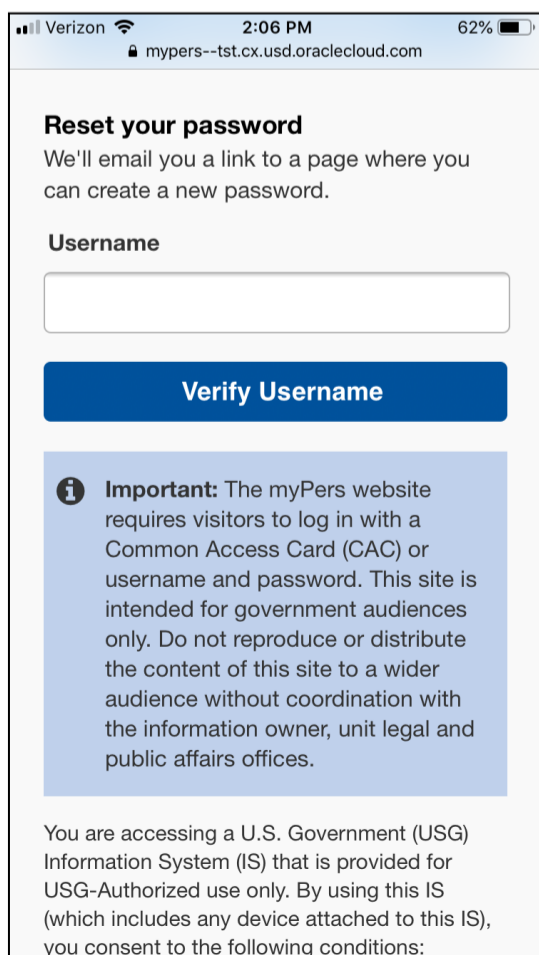 Verizon 2:06 PM 62%
mypers--tst.cx.usd.oraclecloud.com
Reset your password
We'll email you a link to a page where you
can create a new password.
Username
Verify Username
Important: The myPers website
requires visitors to log in with a
Common Access Card (CAC) or
username and password. This site is
intended for government audiences
only. Do not reproduce or distribute
the content of this site to a wider
audience without coordination with
the information owner, unit legal and
public affairs offices.
You are accessing a U.S. Government (USG)
Information System (IS) that is provided for
USG-Authorized use only. By using this IS
(which includes any device attached to this IS),
you consent to the following conditions: